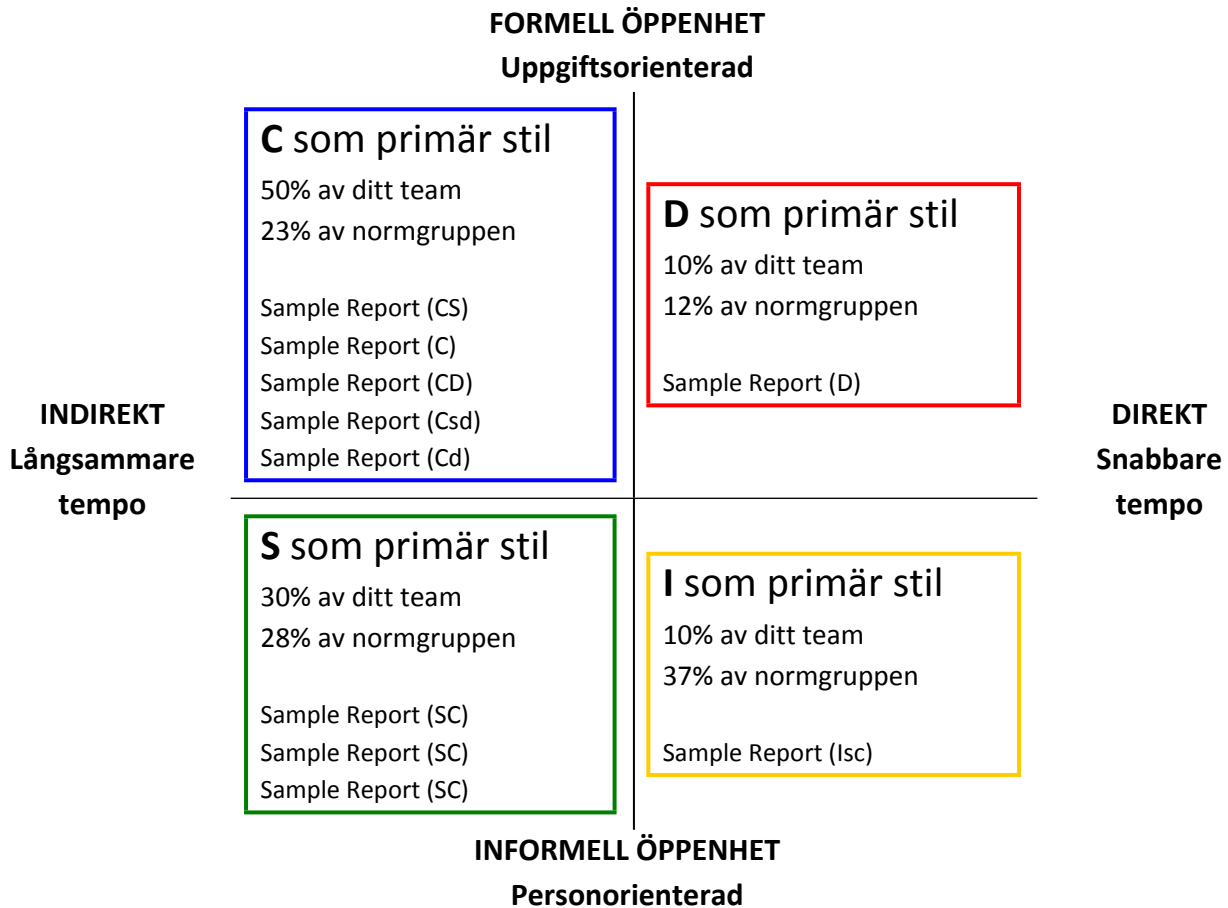 FORMELL ÖPPENHET
Uppgiftsorienterad
C som primär stil
50% av ditt team
23% av normgruppen
Sample Report (CS)
Sample Report (C)
Sample Report (CD)
Sample Report (Csd)
Sample Report (Cd)
D som primär stil
10% av ditt team
12% av normgruppen
Sample Report (D)
INDIREKT
Långsammare
tempo
DIREKT
Snabbare
tempo
S som primär stil
30% av ditt team
28% av normgruppen
Sample Report (SC)
Sample Report (SC)
Sample Report (SC)
I som primär stil
10% av ditt team
37% av normgruppen
Sample Report (Isc)
INFORMELL ÖPPENHET
Personorienterad